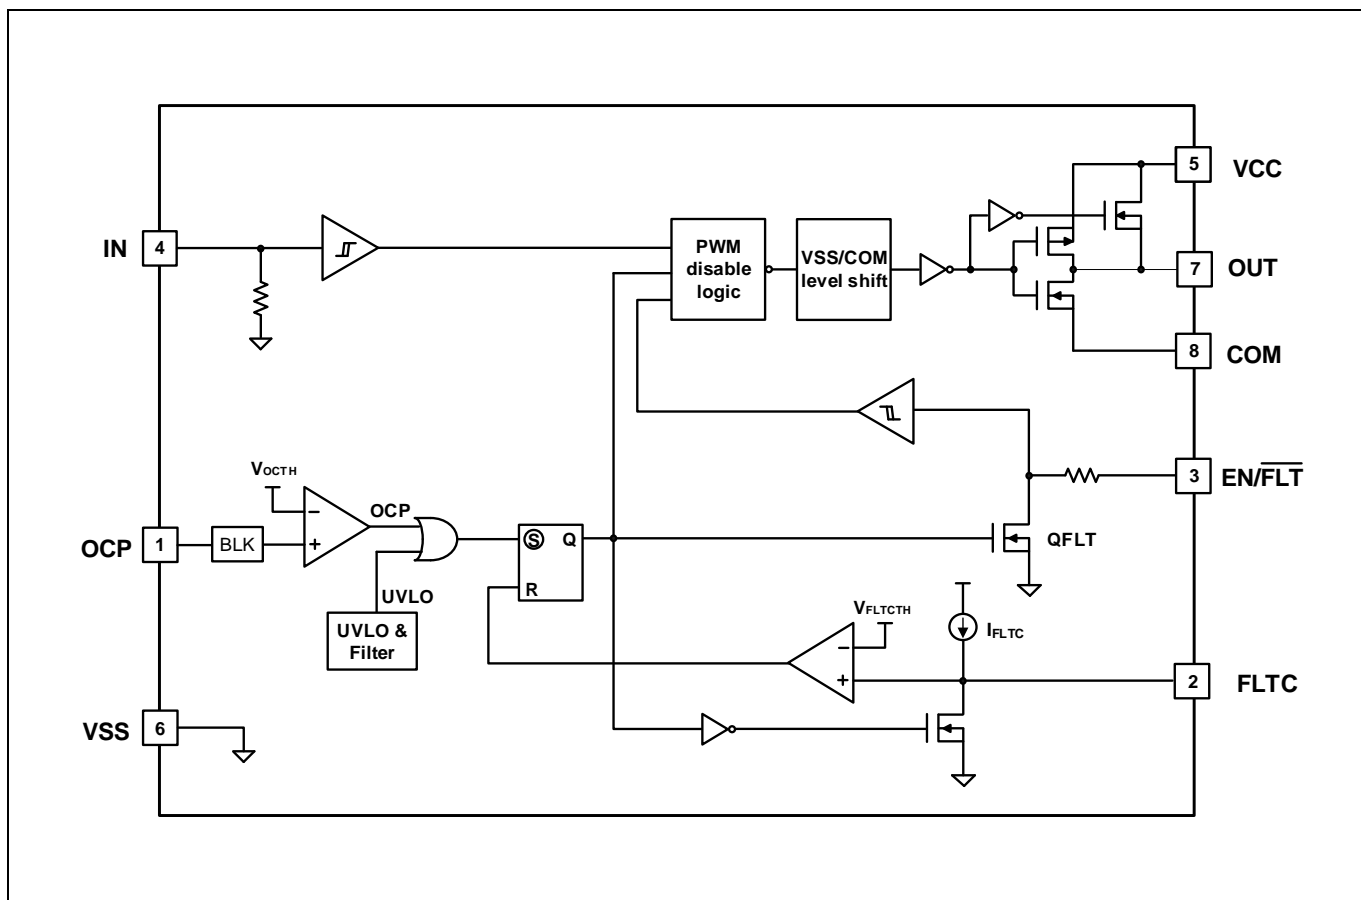 5
VCC
IN
4
PWM
disable
logic
VSS/COM
level shift
7
OUT
8
COM
VOCTH
3
EN/FLT
OCP
1
BLK
−
+
OCP
S
Q
R
QFLT
UVLO
UVLO &
Filter
VFLTCTH
−
+
IFLTC
2
FLTC
VSS
6